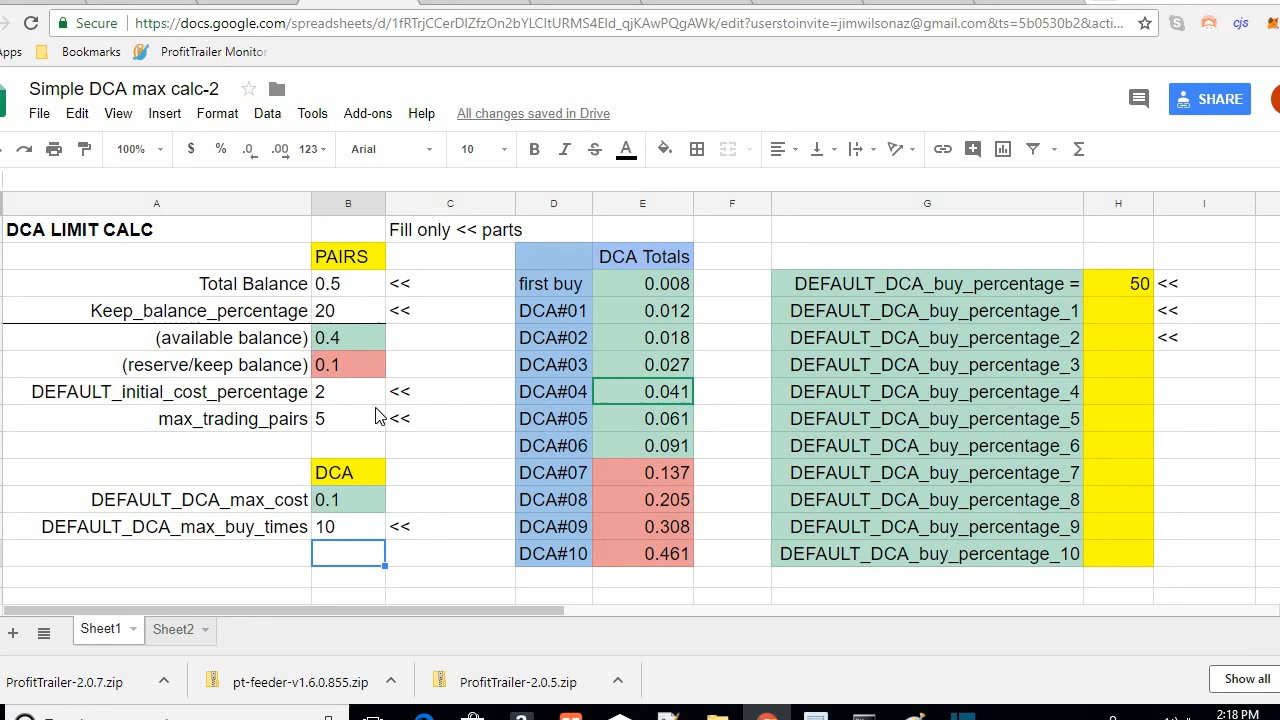 Secure https://docs.google.com/spreadsheets/d/1fRTrjCCerDIZfzOn2bYLCltURMS4EId_qjKAwPQgAWk/edit?userstoinvite=jimwilsonaz@gmail.com&ts=5b0530b2&acti... cjs
Apps Bookmarks ProfitTrailer Monitor
Simple DCA max calc-2
File Edit View Insert Format Data Tools Add-ons Help All changes saved in Drive SHARE
100% $ % .0 .00 123 Arial 10 B I S A
A B C D E F G H I
DCA LIMIT CALC Fill only << parts
PAIRS DCA Totals
Total Balance 0.5 << first buy 0.008 DEFAULT_DCA_buy_percentage = 50 <<
Keep_balance_percentage 20 << DCA#01 0.012 DEFAULT_DCA_buy_percentage_1 <<
(available balance) 0.4 DCA#02 0.018 DEFAULT_DCA_buy_percentage_2 <<
(reserve/keep balance) 0.1 DCA#03 0.027 DEFAULT_DCA_buy_percentage_3
DEFAULT_initial_cost_percentage 2 << DCA#04 0.041 DEFAULT_DCA_buy_percentage_4
max_trading_pairs 5 << DCA#05 0.061 DEFAULT_DCA_buy_percentage_5
DCA#06 0.091 DEFAULT_DCA_buy_percentage_6
DCA DCA#07 0.137 DEFAULT_DCA_buy_percentage_7
DEFAULT_DCA_max_cost 0.1 DCA#08 0.205 DEFAULT_DCA_buy_percentage_8
DEFAULT_DCA_max_buy_times 10 << DCA#09 0.308 DEFAULT_DCA_buy_percentage_9
DCA#10 0.461 DEFAULT_DCA_buy_percentage_10
Sheet1 Sheet2
ProfitTrailer-2.0.7.zip pt-feeder-v1.6.0.855.zip ProfitTrailer-2.0.5.zip Show all
2:18 PM